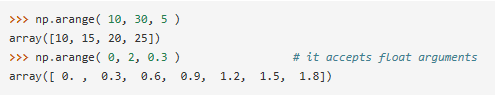 >>> np.arange( 10, 30, 5 )
array([10, 15, 20, 25])
>>> np.arange( 0, 2, 0.3 )                 # it accepts float arguments
array([ 0. ,  0.3,  0.6,  0.9,  1.2,  1.5,  1.8])